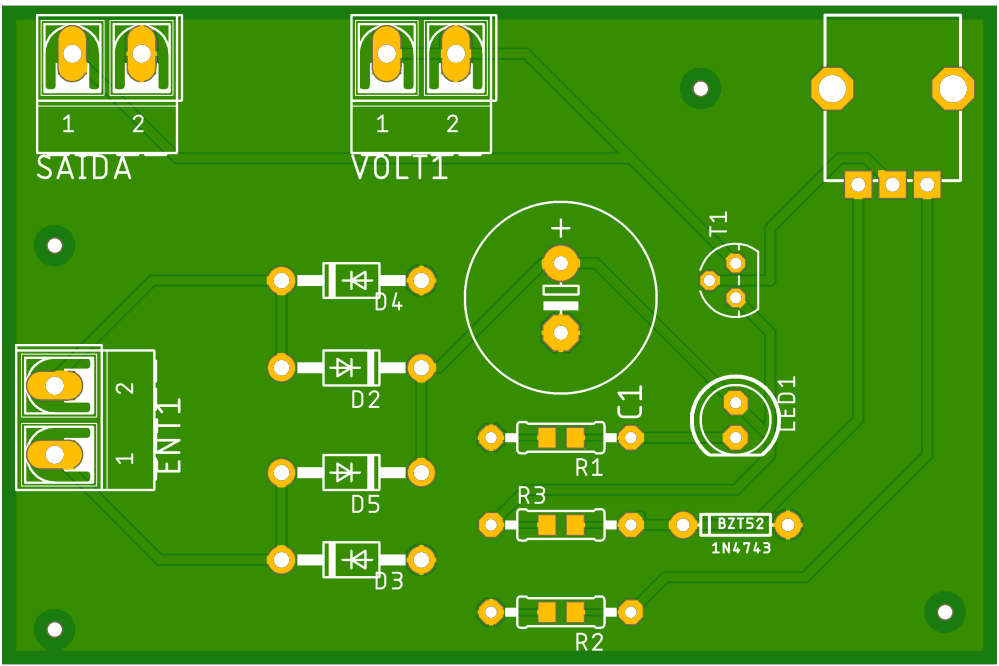 1 2
SAIDA
1 2
VOLT1
T1
+
D4
D2
2
1
ENT1
C1
LED1
R1
D5
R3
BZT52
1N4743
D3
R2